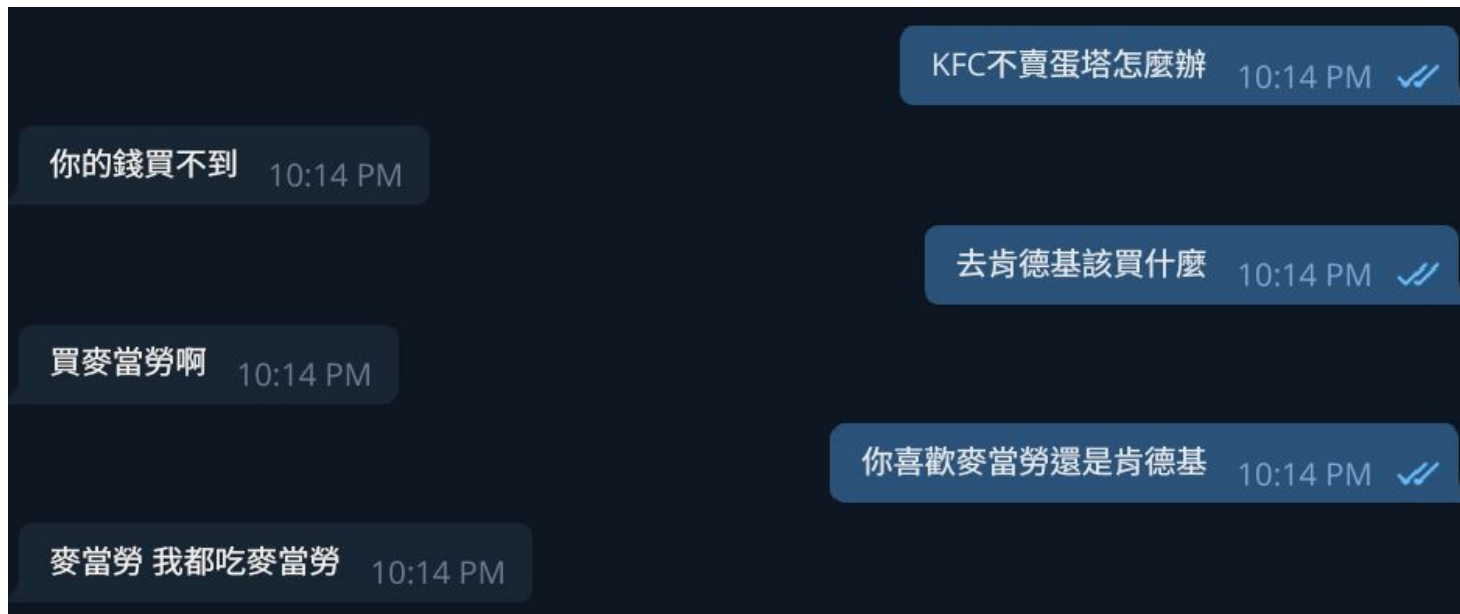 KFC不賣蛋塔怎麼辦 10:14 PM
你的錢買不到 10:14 PM
去肯德基該買什麼 10:14 PM
買麥當勞啊 10:14 PM
你喜歡麥當勞還是肯德基 10:14 PM
麥當勞 我都吃麥當勞 10:14 PM